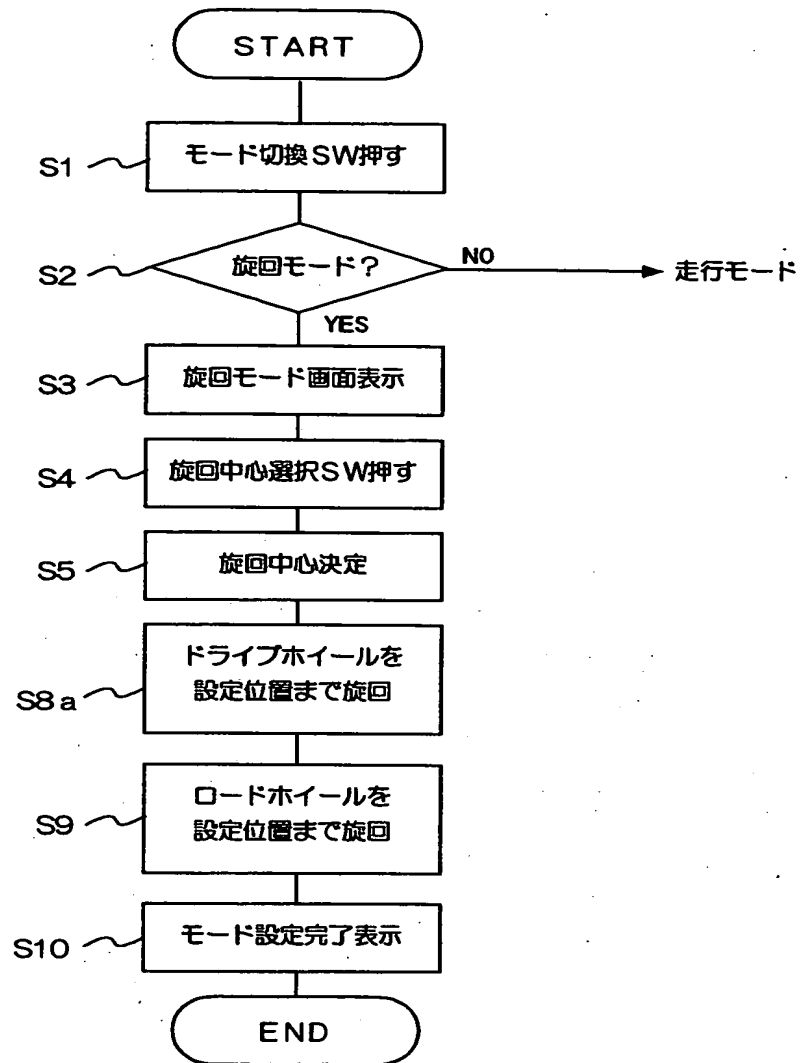 START
S1
モード切換SW押す
S2
旋回モード?
NO
走行モード
YES
S3
旋回モード画面表示
S4
旋回中心選択SW押す
S5
旋回中心決定
S8a
ドライブホイールを
設定位置まで旋回
S9
ロードホイールを
設定位置まで旋回
S10
モード設定完了表示
END